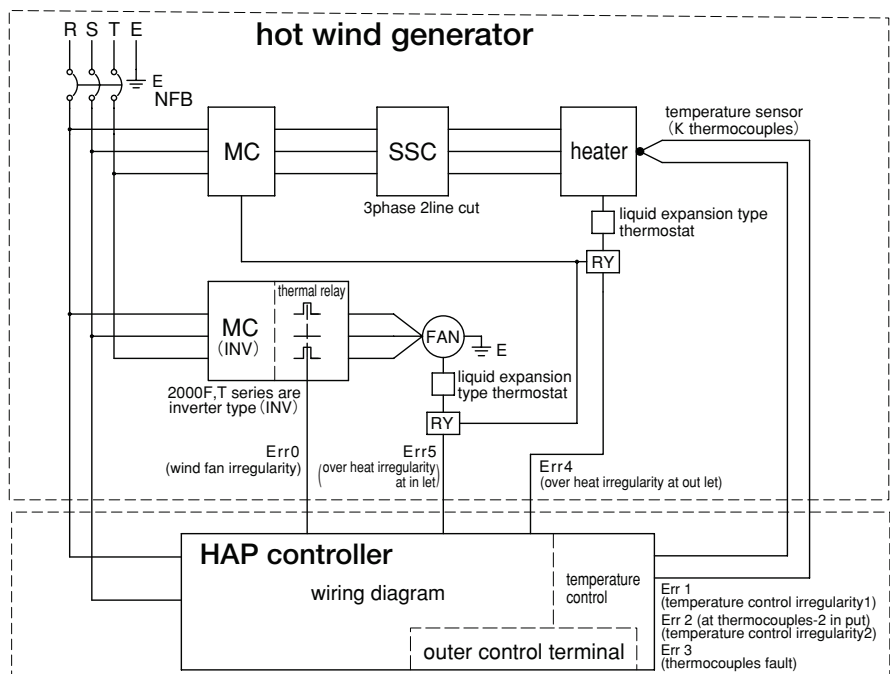 R S T E
hot wind generator
E
NFB
temperature sensor
(K thermocouples)
MC
SSC
heater
3phase 2line cut
liquid expansion type
thermostat
RY
thermal relay
MC
(INV)
FAN
E
2000F,T series are
inverter type (INV)
liquid expansion
type thermostat
RY
Err0
(wind fan irregularity)
Err5
(over heat irregularity
at in let)
Err4
(over heat irregularity at out let)
HAP controller
wiring diagram
temperature
control
outer control terminal
Err 1
(temperature control irregularity1)
Err 2 (at thermocouples-2 in put)
(temperature control irregularity2)
Err 3
(thermocouples fault)